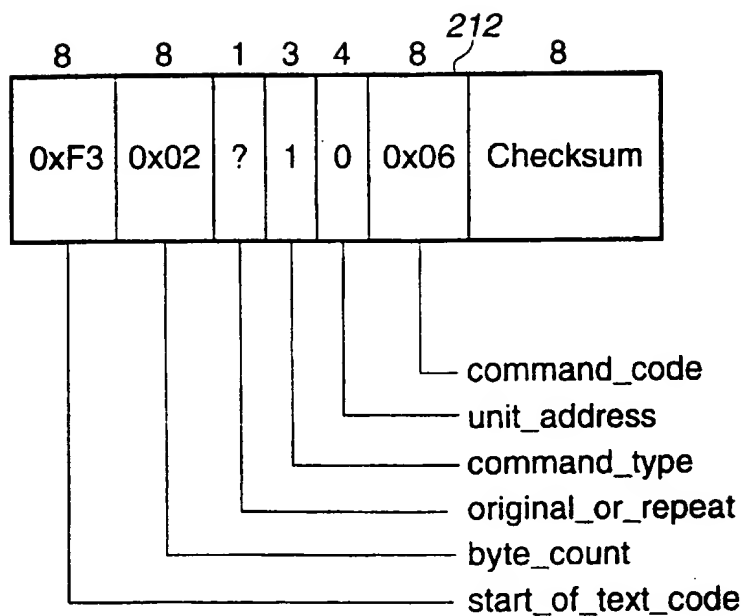 212
8 8 1 3 4 8 8
0xF3 0x02 ? 1 0 0x06 Checksum
command_code
unit_address
command_type
original_or_repeat
byte_count
start_of_text_code